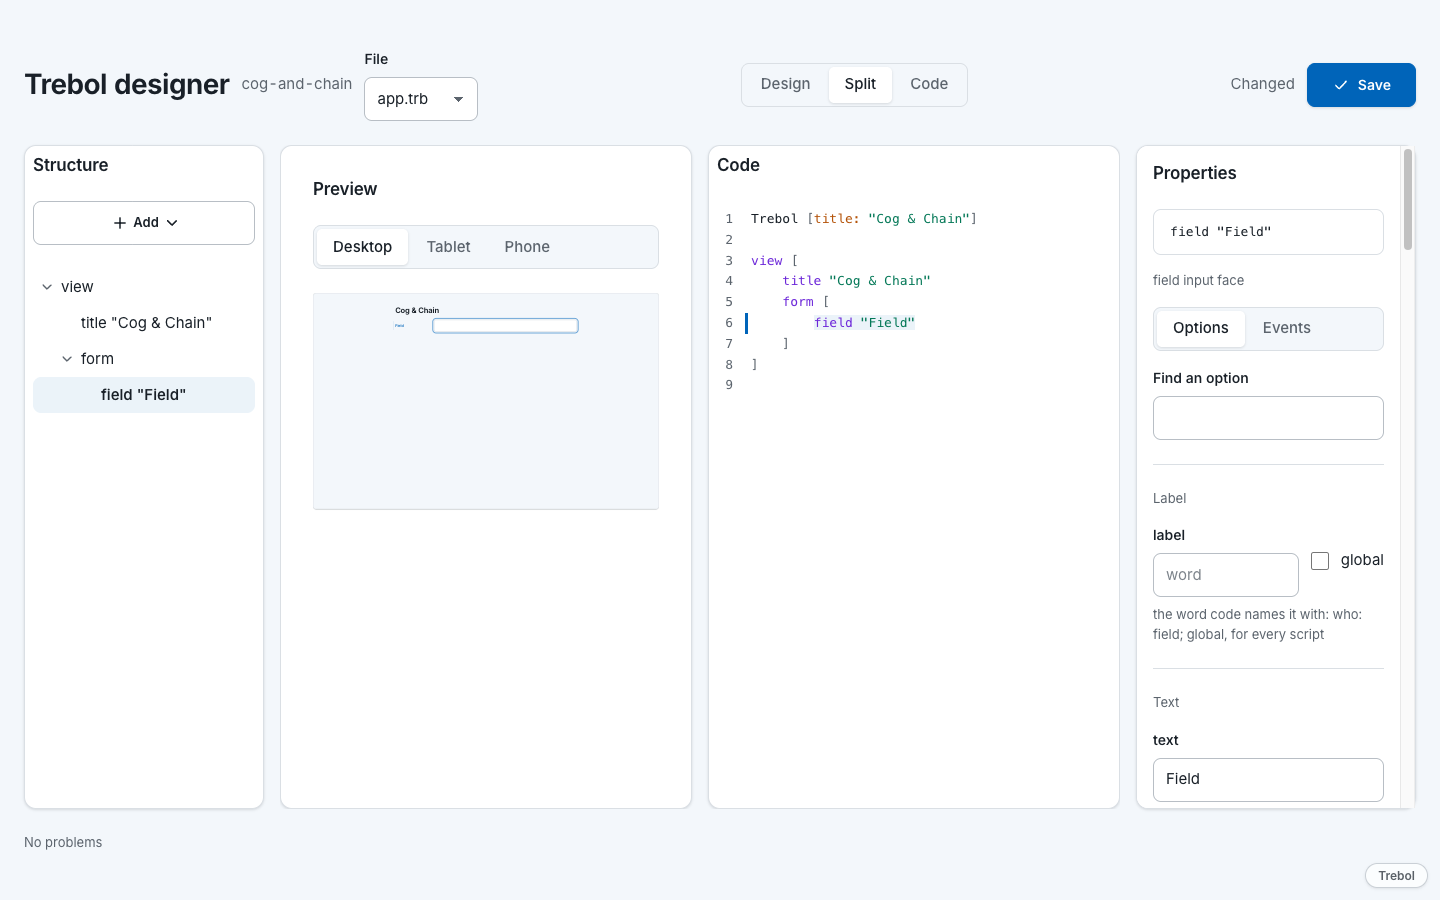 Trebol designer
cog-and-chain
File
app.trb
Design
Split
Code
Changed
Save
Structure
Add
view
title "Cog & Chain"
form
field "Field"
Preview
Desktop
Tablet
Phone
Cog & Chain
Field
Code
1 Trebol [title: "Cog & Chain"]
2
3 view [
4     title "Cog & Chain"
5     form [
6         field "Field"
7     ]
8 ]
9
Properties
field "Field"
field input face
Options
Events
Find an option
Label
label
word
global
the word code names it with: who:
field; global, for every script
Text
text
Field
No problems
Trebol